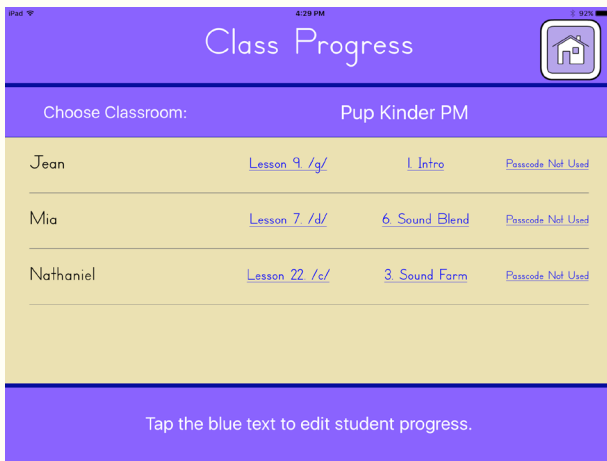 iPad 4:29 PM 92%
Class Progress
Choose Classroom: Pup Kinder PM
Jean Lesson 9. /g/ 1. Intro Passcode Not Used
Mia Lesson 7. /d/ 6. Sound Blend Passcode Not Used
Nathaniel Lesson 22. /c/ 3. Sound Farm Passcode Not Used
Tap the blue text to edit student progress.